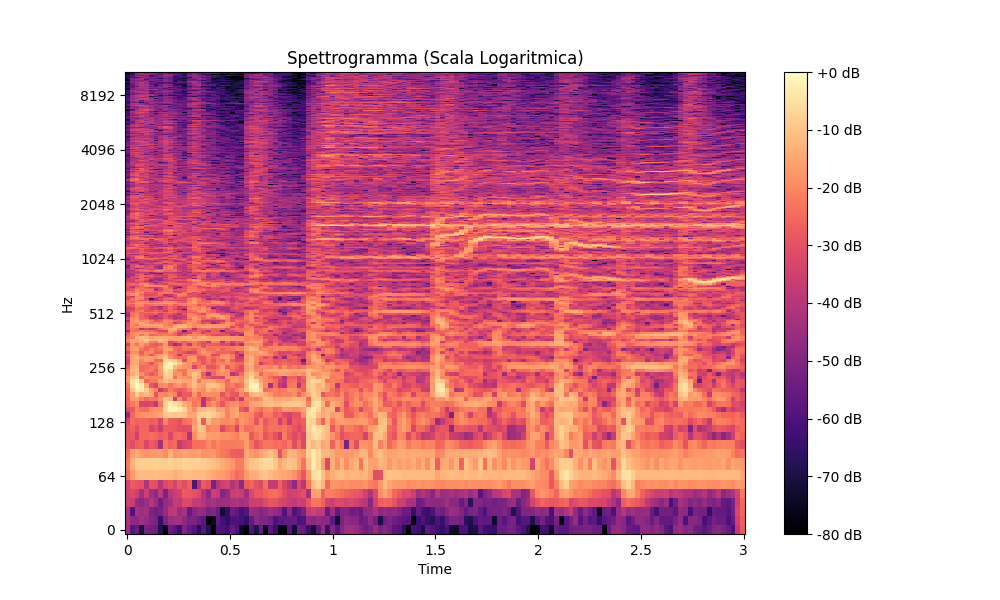 Spettrogramma (Scala Logaritmica)
Hz
8192
4096
2048
1024
512
256
128
64
0
0
0.5
1
1.5
2
2.5
3
Time
+0 dB
-10 dB
-20 dB
-30 dB
-40 dB
-50 dB
-60 dB
-70 dB
-80 dB